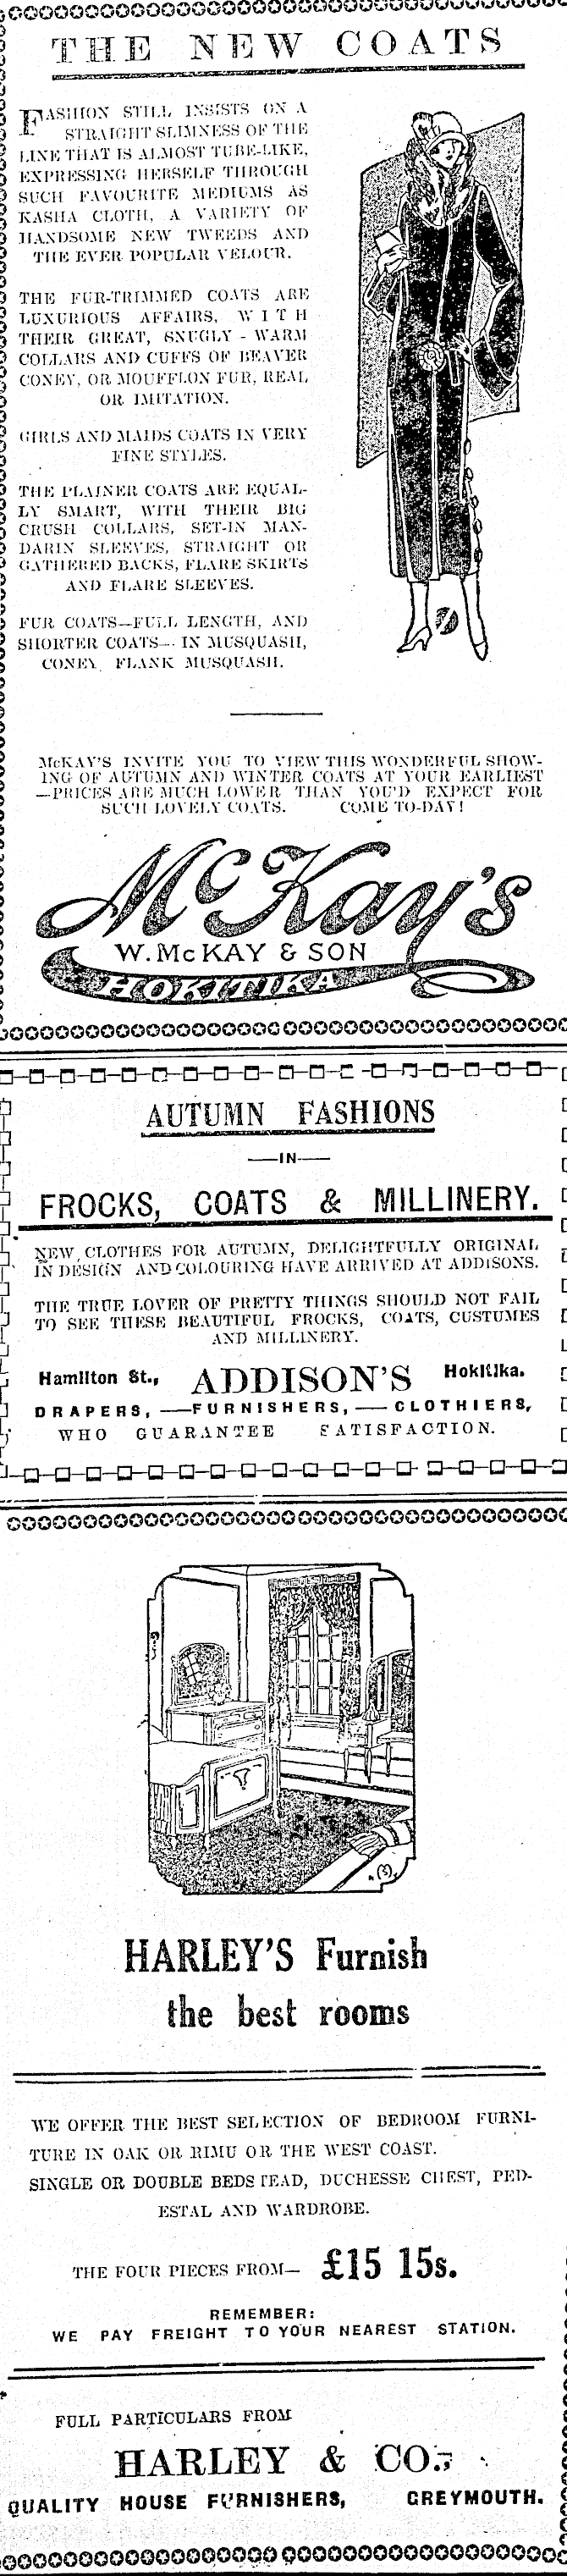 THE NEW COATS
FASHION STILL INSISTS ON A
STRAIGHT SLIMNESS OF THE
LINE THAT IS ALMOST TUBE-LIKE,
EXPRESSING HERSELF THROUGH
SUCH FAVOURITE MEDIUMS AS
KASHA CLOTH, A VARIETY OF
HANDSOME NEW TWEEDS AND
THE EVER POPULAR VELOUR.
THE FUR-TRIMMED COATS ARE
LUXURIOUS AFFAIRS, WITH
THEIR GREAT, SNUGLY - WARM
COLLARS AND CUFFS OF BEAVER
CONEY, OR MOUFFLON FUR, REAL
OR IMITATION.
GIRLS AND MAIDS COATS IN VERY
FINE STYLES.
THE PLAINER COATS ARE EQUAL-
LY SMART, WITH THEIR BIG
CRUSH COLLARS, SET-IN MAN-
DARIN SLEEVES, STRAIGHT OR
GATHERED BACKS, FLARE SKIRTS
AND FLARE SLEEVES.
FUR COATS—FULL LENGTH, AND
SHORTER COATS—IN MUSQUASH,
CONEY, FLANK MUSQUASH.
McKAY'S INVITE YOU TO VIEW THIS WONDERFUL SHOW-
ING OF AUTUMN AND WINTER COATS AT YOUR EARLIEST
—PRICES ARE MUCH LOWER THAN YOU'D EXPECT FOR
SUCH LOVELY COATS. COME TO-DAY!
McKay's
W. McKAY & SON
HOKITIKA
AUTUMN FASHIONS
—IN—
FROCKS, COATS & MILLINERY.
NEW CLOTHES FOR AUTUMN, DELIGHTFULLY ORIGINAL
IN DESIGN AND COLOURING HAVE ARRIVED AT ADDISONS.
THE TRUE LOVER OF PRETTY THINGS SHOULD NOT FAIL
TO SEE THESE BEAUTIFUL FROCKS, COATS, CUSTUMES
AND MILLINERY.
Hamilton St., ADDISON'S Hokitika.
DRAPERS, —FURNISHERS,— CLOTHIERS,
WHO GUARANTEE SATISFACTION.
HARLEY'S Furnish
the best rooms
WE OFFER THE BEST SELECTION OF BEDROOM FURNI-
TURE IN OAK OR RIMU OR THE WEST COAST.
SINGLE OR DOUBLE BEDSTEAD, DUCHESSE CHEST, PED-
ESTAL AND WARDROBE.
THE FOUR PIECES FROM— £15 15s.
REMEMBER:
WE PAY FREIGHT TO YOUR NEAREST STATION.
FULL PARTICULARS FROM
HARLEY & CO.,
QUALITY HOUSE FURNISHERS, GREYMOUTH.